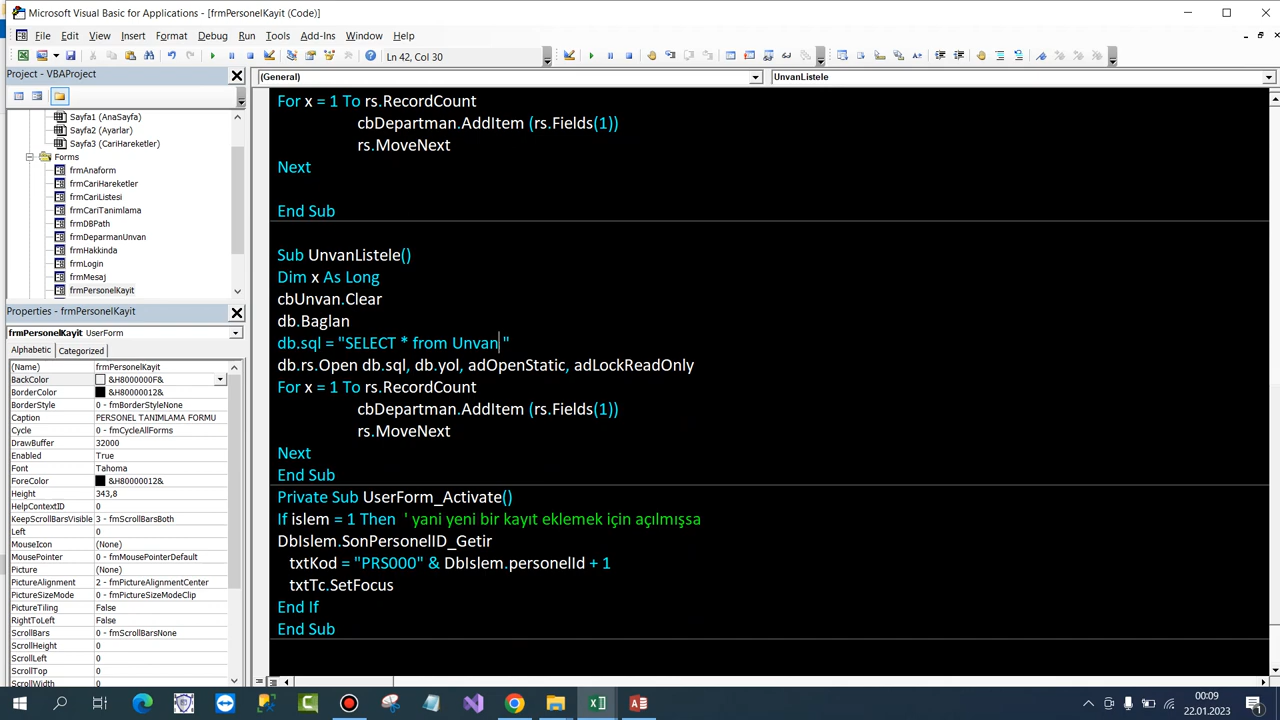 Microsoft Visual Basic for Applications - [frmPersonelKayit (Code)]
File Edit View Insert Format Debug Run Tools Add-Ins Window Help
Ln 42, Col 30
Project - VBAProject
(General) UnvanListele
Sayfa1 (AnaSayfa)
Sayfa2 (Ayarlar)
Sayfa3 (CariHareketler)
Forms
frmAnaform
frmCariHareketler
frmCariListesi
frmCariTanimlama
frmDBPath
frmDeparmanUnvan
frmHakkinda
frmLogin
frmMesaj
frmPersonelKayit
Properties - frmPersonelKayit
frmPersonelKayit UserForm
Alphabetic Categorized
(Name) frmPersonelKayit
BackColor &H8000000F&
BorderColor &H80000012&
BorderStyle 0 - fmBorderStyleNone
Caption PERSONEL TANIMLAMA FORMU
Cycle 0 - fmCycleAllForms
DrawBuffer 32000
Enabled True
Font Tahoma
ForeColor &H80000012&
Height 343,8
HelpContextID 0
KeepScrollBarsVisible 3 - fmScrollBarsBoth
Left 0
MouseIcon (None)
MousePointer 0 - fmMousePointerDefault
Picture (None)
PictureAlignment 2 - fmPictureAlignmentCenter
PictureSizeMode 0 - fmPictureSizeModeClip
PictureTiling False
RightToLeft False
ScrollBars 0 - fmScrollBarsNone
ScrollHeight 0
ScrollLeft 0
ScrollTop 0
ScrollWidth 0
For x = 1 To rs.RecordCount
cbDepartman.AddItem (rs.Fields(1))
rs.MoveNext
Next
End Sub
Sub UnvanListele()
Dim x As Long
cbUnvan.Clear
db.Baglan
db.sql = "SELECT * from Unvan "
db.rs.Open db.sql, db.yol, adOpenStatic, adLockReadOnly
For x = 1 To rs.RecordCount
cbDepartman.AddItem (rs.Fields(1))
rs.MoveNext
Next
End Sub
Private Sub UserForm_Activate()
If islem = 1 Then ' yani yeni bir kayıt eklemek için açılmışsa
DbIslem.SonPersonelID_Getir
txtKod = "PRS000" & DbIslem.personelId + 1
txtTc.SetFocus
End If
End Sub
00:09
22.01.2023